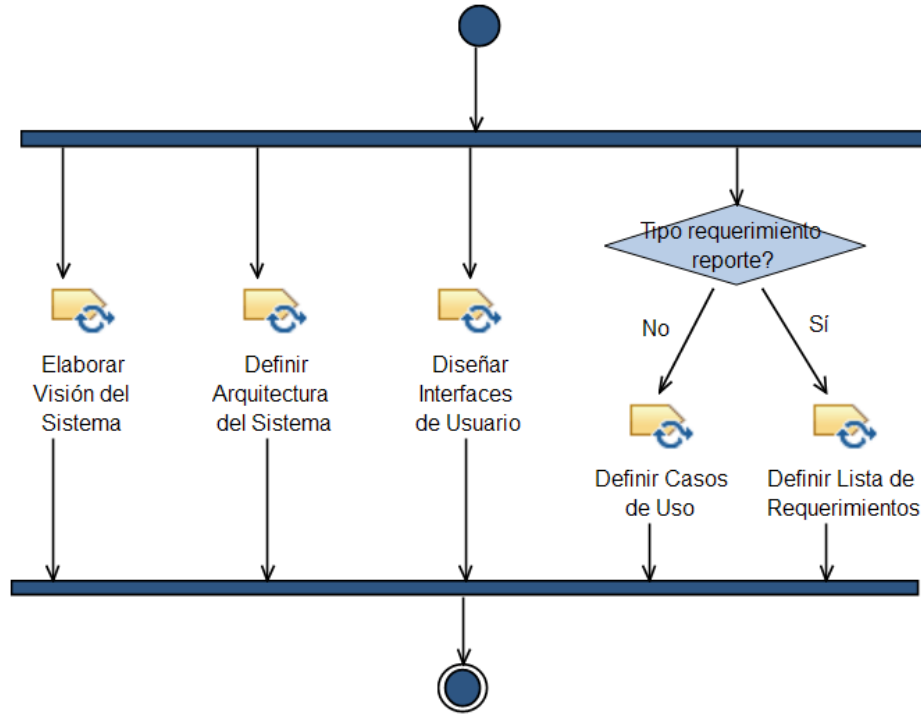 Tipo requerimiento
reporte?
No
Sí
Elaborar
Visión del
Sistema
Definir
Arquitectura
del Sistema
Diseñar
Interfaces
de Usuario
Definir Casos
de Uso
Definir Lista de
Requerimientos